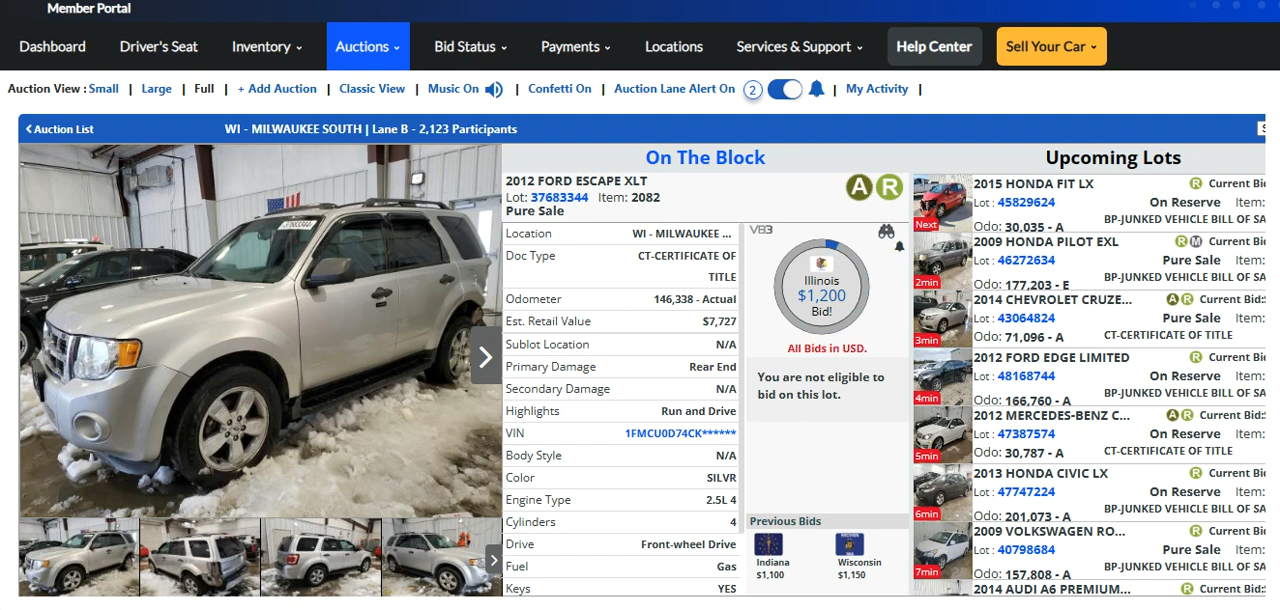 Member Portal
Dashboard Driver's Seat Inventory Auctions Bid Status Payments Locations Services & Support Help Center Sell Your Car
Auction View : Small | Large | Full | + Add Auction | Classic View | Music On | Confetti On | Auction Lane Alert On 2 | My Activity |
Auction List WI - MILWAUKEE SOUTH | Lane B - 2,123 Participants
37683344
On The Block
2012 FORD ESCAPE XLT
Lot: 37683344 Item: 2082
Pure Sale
A R
Location WI - MILWAUKEE ...
Doc Type CT-CERTIFICATE OF
TITLE
Odometer 146,338 - Actual
Est. Retail Value $7,727
Sublot Location N/A
Primary Damage Rear End
Secondary Damage N/A
Highlights Run and Drive
VIN 1FMCU0D74CK******
Body Style N/A
Color SILVR
Engine Type 2.5L 4
Cylinders 4
Drive Front-wheel Drive
Fuel Gas
Keys YES
VB3
Illinois
$1,200
Bid!
All Bids in USD.
You are not eligible to
bid on this lot.
Previous Bids
Indiana
$1,100
Wisconsin
$1,150
Upcoming Lots
2015 HONDA FIT LX R Current Bi
Lot : 45829624 On Reserve Item:
Next Odo: 30,035 - A BP-JUNKED VEHICLE BILL OF SA
2009 HONDA PILOT EXL R M Current Bi
Lot : 46272634 Pure Sale Item:
2min Odo: 177,203 - E BP-JUNKED VEHICLE BILL OF SA
2014 CHEVROLET CRUZE... A R Current Bid:
Lot : 43064824 Pure Sale Item:
3min Odo: 71,096 - A CT-CERTIFICATE OF TITLE
2012 FORD EDGE LIMITED R Current Bi
Lot : 48168744 On Reserve Item:
4min Odo: 166,760 - A BP-JUNKED VEHICLE BILL OF SA
2012 MERCEDES-BENZ C... A R Current Bid:
Lot : 47387574 On Reserve Item:
5min Odo: 30,787 - A CT-CERTIFICATE OF TITLE
2013 HONDA CIVIC LX R Current Bi
Lot : 47747224 On Reserve Item:
6min Odo: 201,073 - A BP-JUNKED VEHICLE BILL OF SA
2009 VOLKSWAGEN RO... R Current Bi
Lot : 40798684 Pure Sale Item:
7min Odo: 157,808 - A BP-JUNKED VEHICLE BILL OF SA
2014 AUDI A6 PREMIUM... R Current Bid: